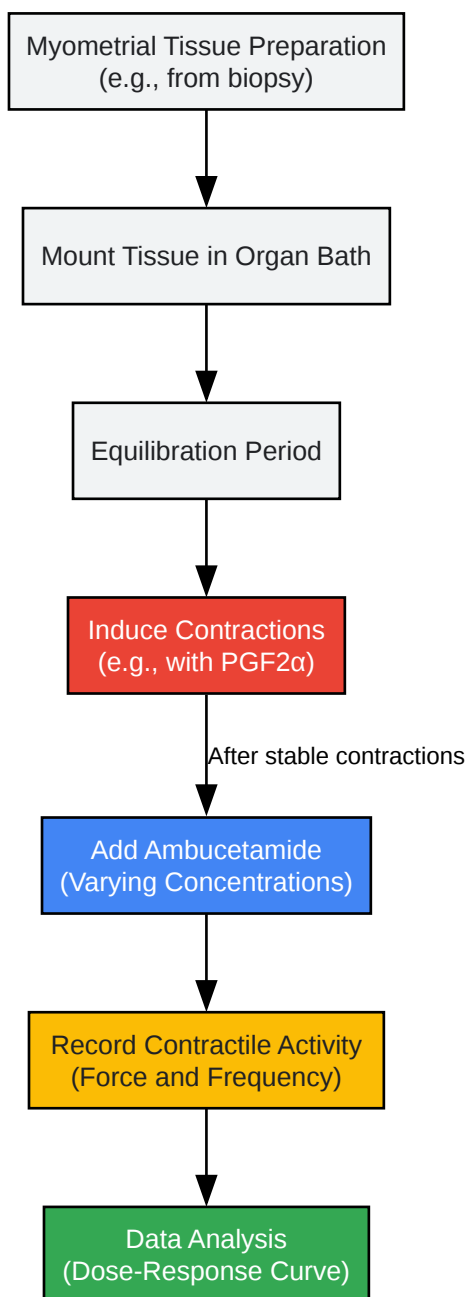 Myometrial Tissue Preparation
(e.g., from biopsy)
Mount Tissue in Organ Bath
Equilibration Period
Induce Contractions
(e.g., with PGF2α)
After stable contractions
Add Ambucetamide
(Varying Concentrations)
Record Contractile Activity
(Force and Frequency)
Data Analysis
(Dose-Response Curve)